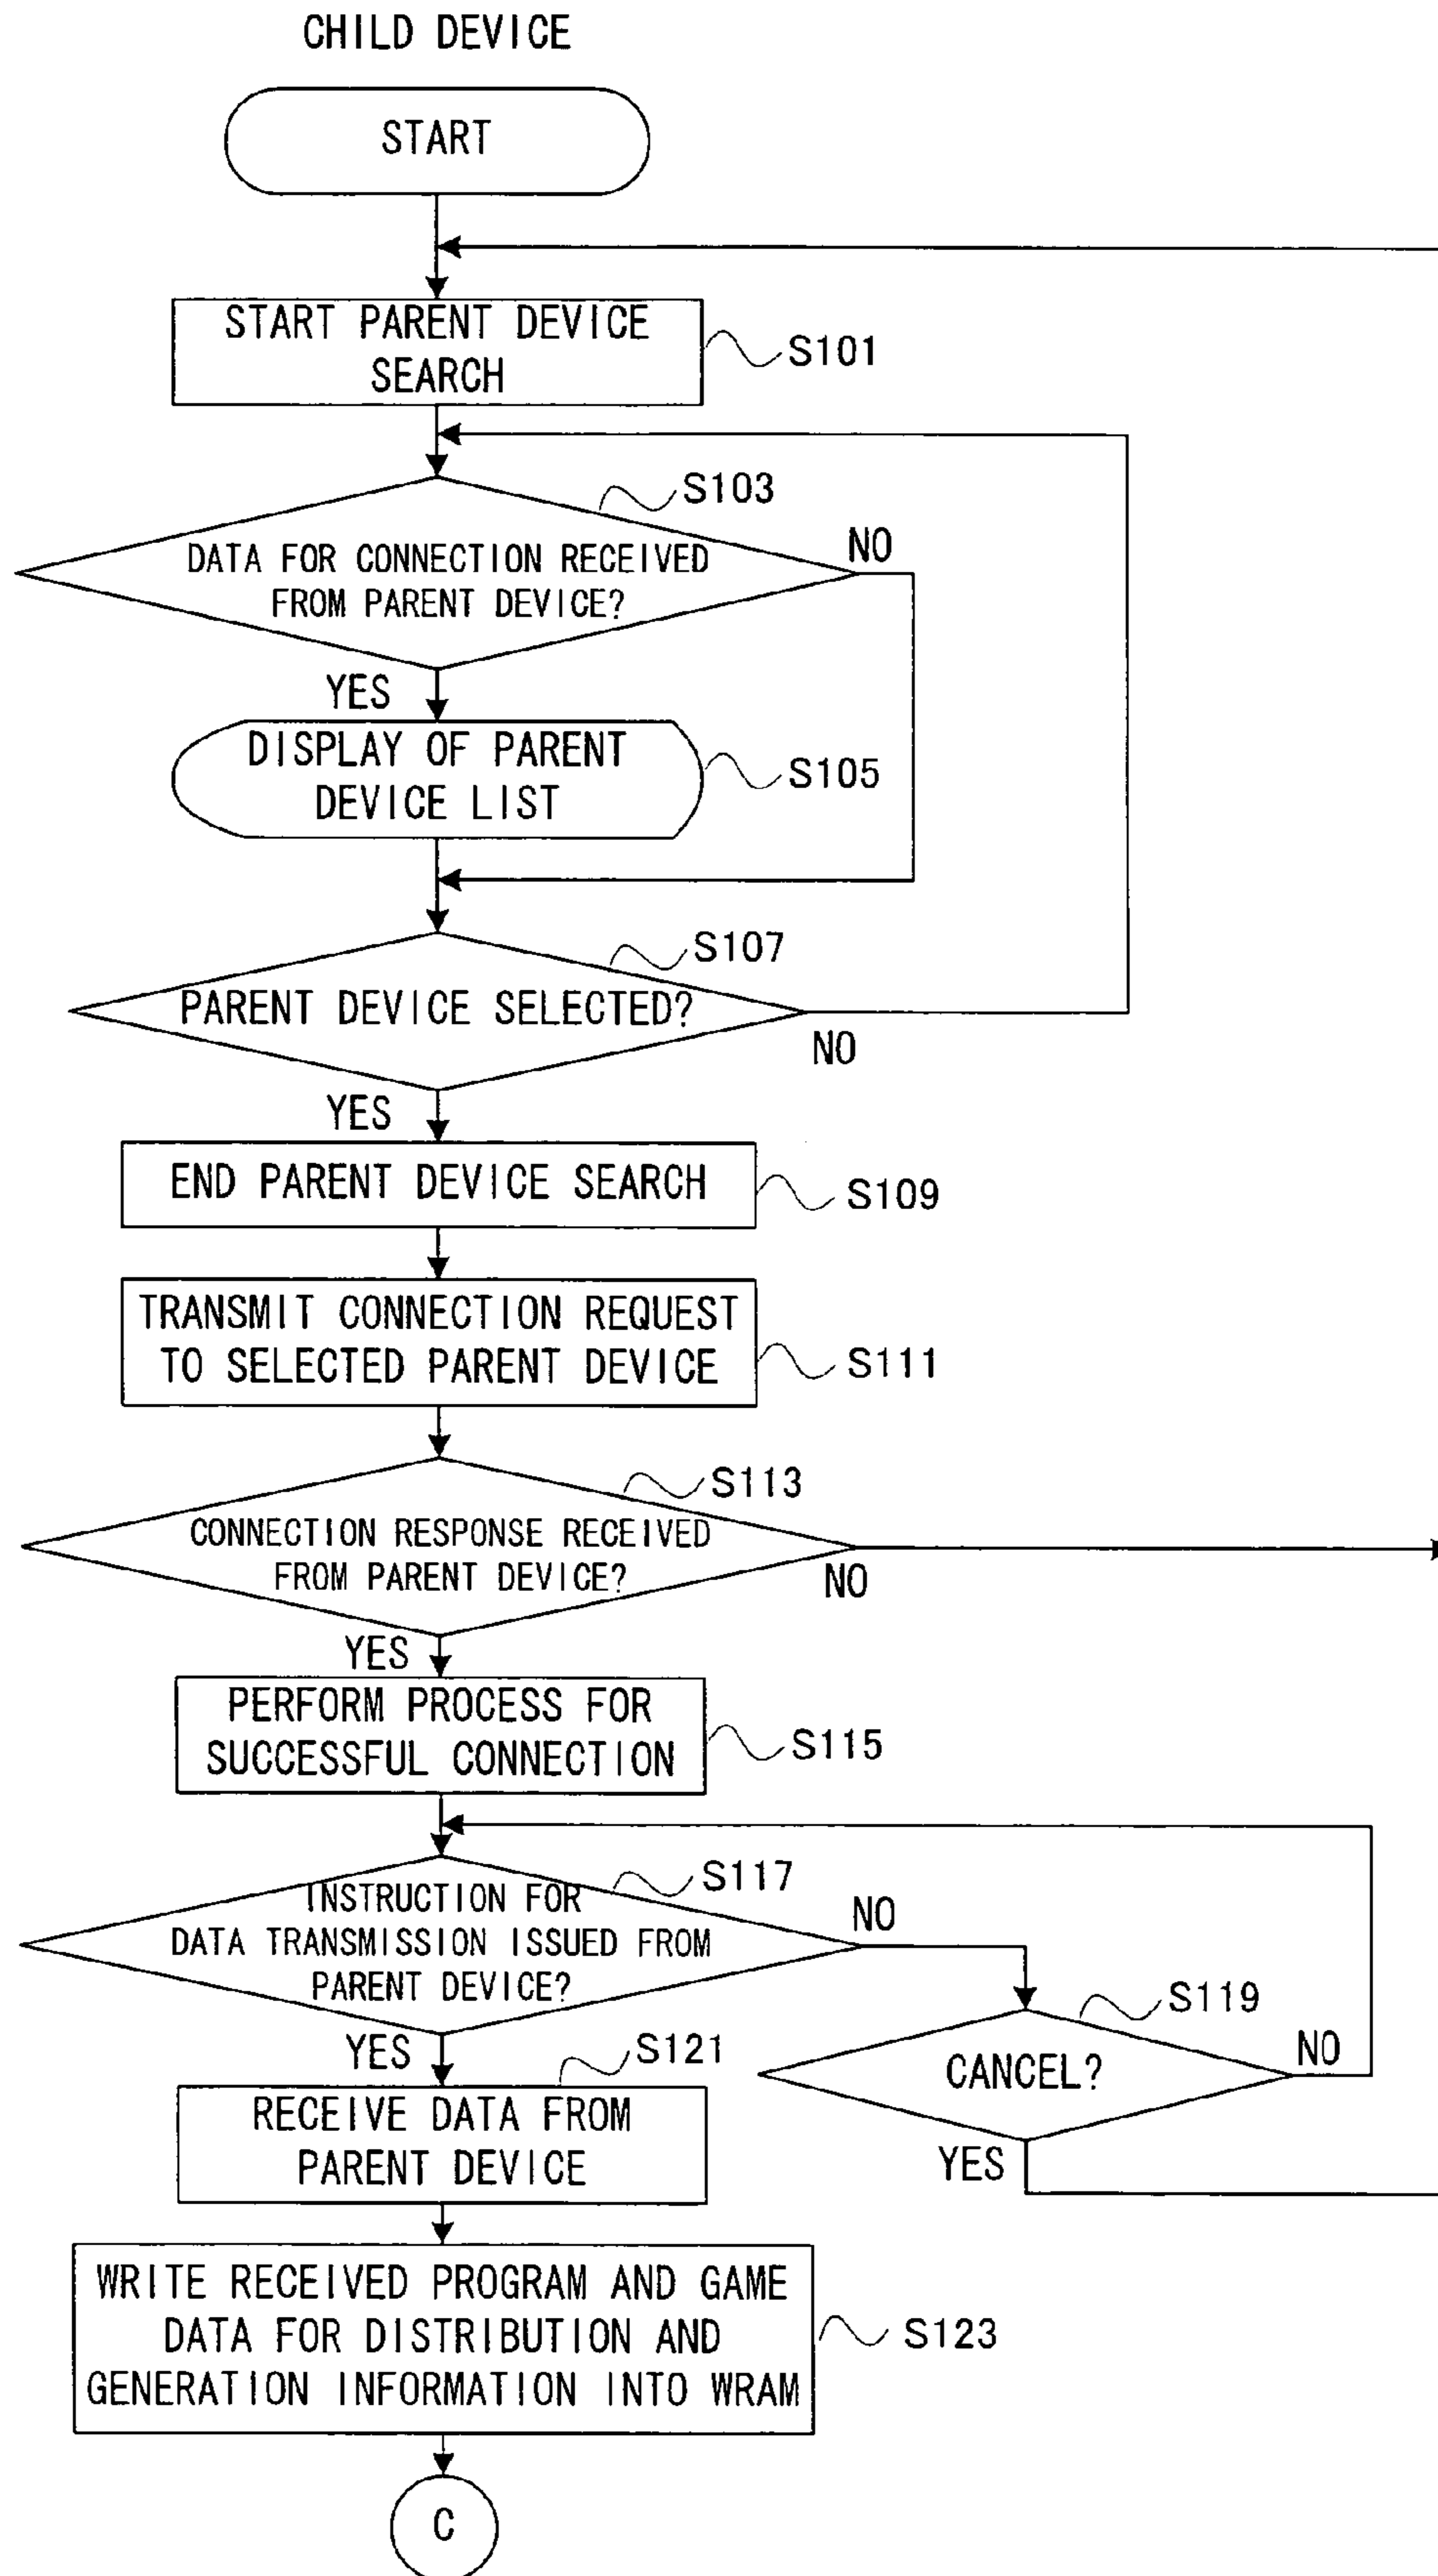 CHILD DEVICE
START
START PARENT DEVICE
SEARCH
S101
S103
DATA FOR CONNECTION RECEIVED
FROM PARENT DEVICE?
NO
YES
DISPLAY OF PARENT
DEVICE LIST
S105
S107
PARENT DEVICE SELECTED?
NO
YES
END PARENT DEVICE SEARCH
S109
TRANSMIT CONNECTION REQUEST
TO SELECTED PARENT DEVICE
S111
S113
CONNECTION RESPONSE RECEIVED
FROM PARENT DEVICE?
NO
YES
PERFORM PROCESS FOR
SUCCESSFUL CONNECTION
S115
S117
INSTRUCTION FOR
DATA TRANSMISSION ISSUED FROM
PARENT DEVICE?
NO
S119
CANCEL?
NO
YES
YES
S121
RECEIVE DATA FROM
PARENT DEVICE
WRITE RECEIVED PROGRAM AND GAME
DATA FOR DISTRIBUTION AND
GENERATION INFORMATION INTO WRAM
S123
C